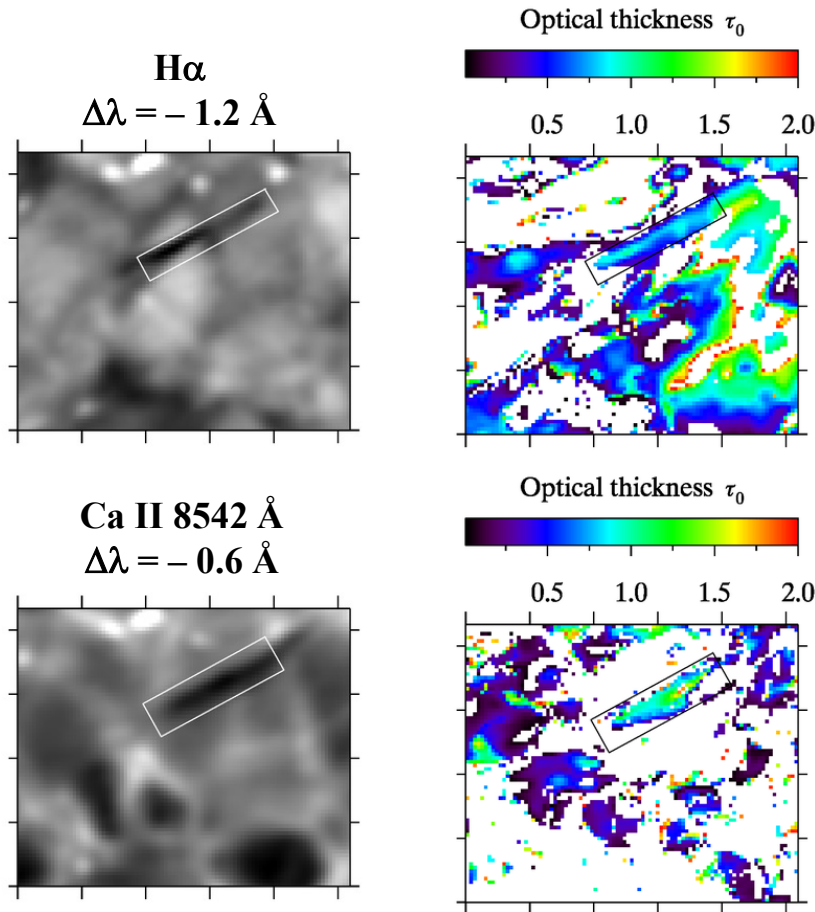 Hα
Δλ = – 1.2 Å
Optical thickness τ₀
0.5 1.0 1.5 2.0
Ca II 8542 Å
Δλ = – 0.6 Å
Optical thickness τ₀
0.5 1.0 1.5 2.0